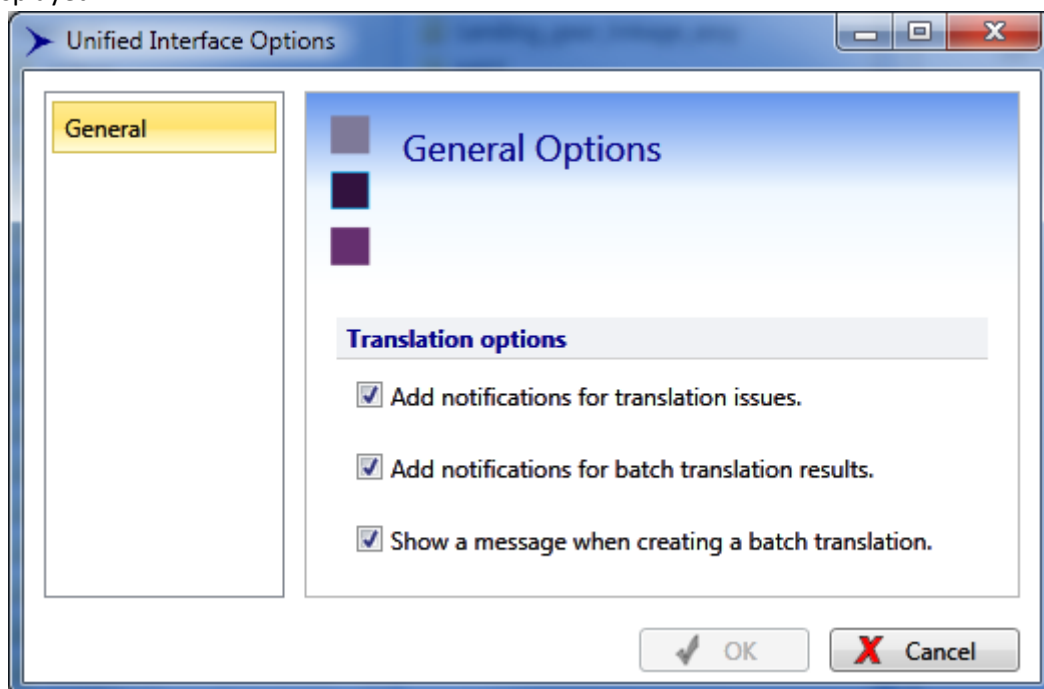 Unified Interface Options
General
General Options
Translation options
Add notifications for translation issues.
Add notifications for batch translation results.
Show a message when creating a batch translation.
OK
Cancel